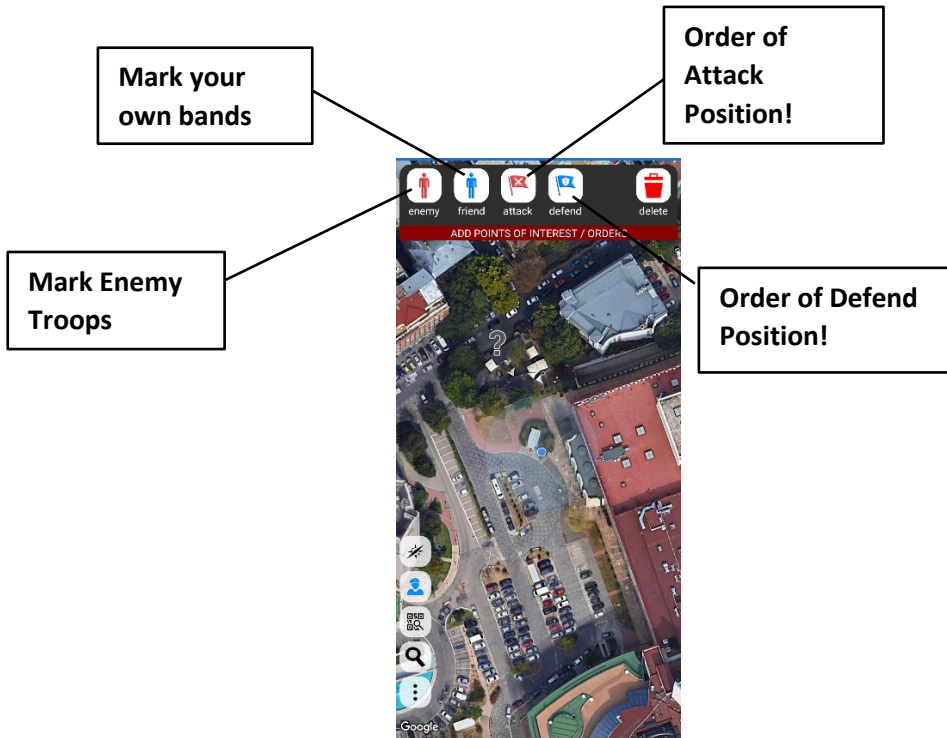 Order of
Attack
Position!
Mark your
own bands
enemy friend attack defend delete
ADD POINTS OF INTEREST / ORDERS
Mark Enemy
Troops
Order of Defend
Position!
?
Google